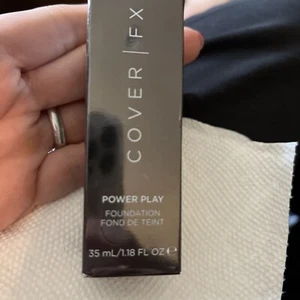 COVER | FX
POWER PLAY
FOUNDATION
FOND DE TEINT
35 mL/1.18 FL OZ ℮